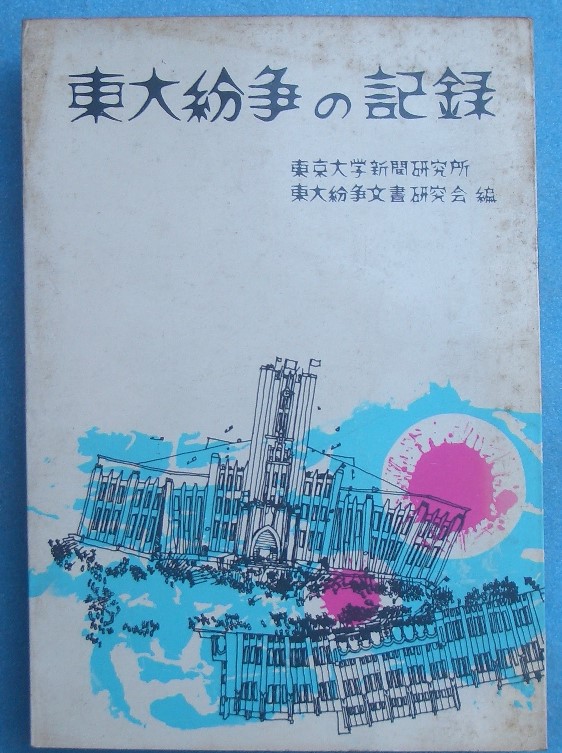 東大紛争の記録
東京大学新聞研究所
東大紛争文書研究会 編